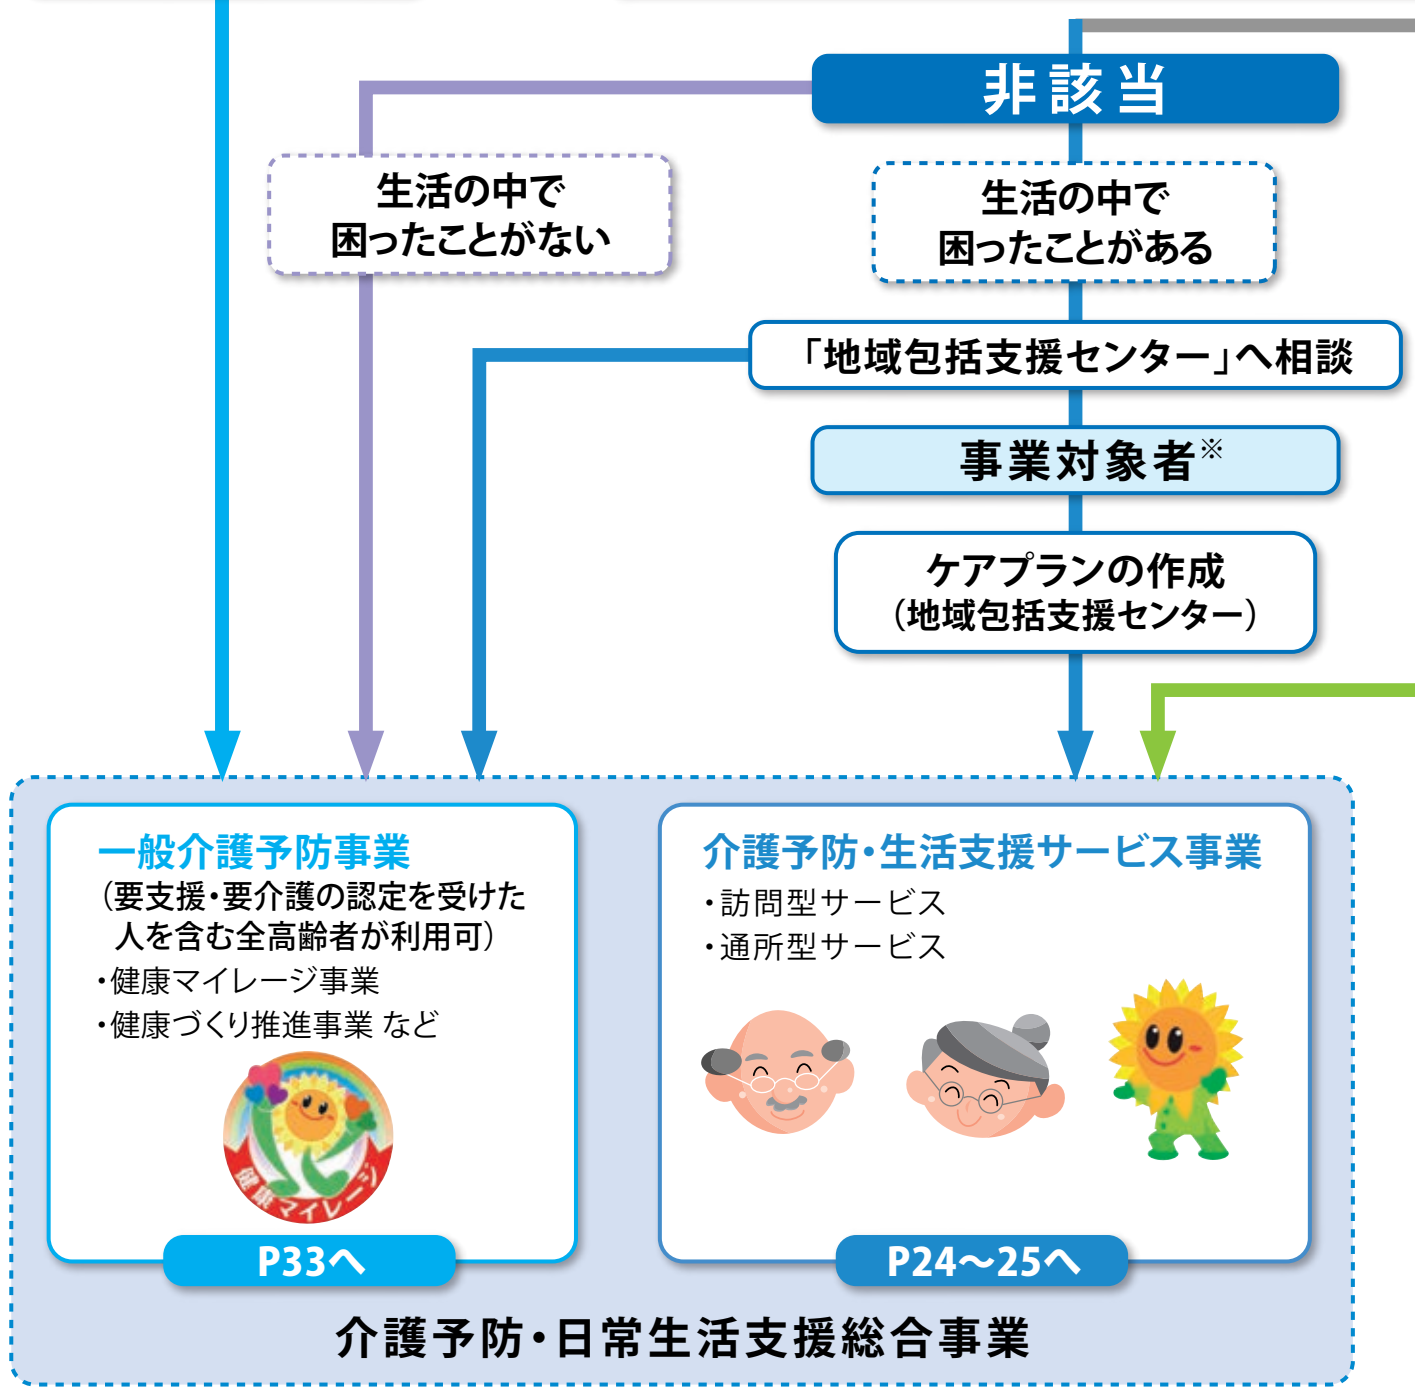 非該当
生活の中で
困ったことがない
生活の中で
困ったことがある
「地域包括支援センター」へ相談
事業対象者※
ケアプランの作成
（地域包括支援センター）
一般介護予防事業
（要支援・要介護の認定を受けた
人を含む全高齢者が利用可）
・健康マイレージ事業
・健康づくり推進事業 など
健康マイレージ
P33へ
介護予防・生活支援サービス事業
・訪問型サービス
・通所型サービス
P24〜25へ
介護予防・日常生活支援総合事業